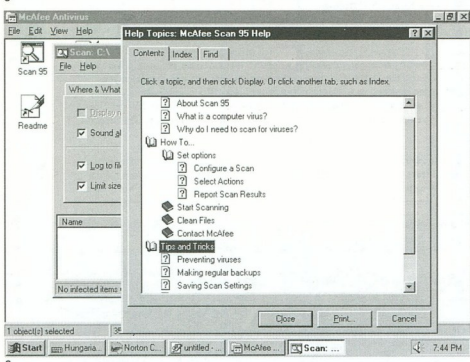 McAfee Antivirus
File Edit View Help
Scan 95
Readme
Scan: C:\
File Help
Where & What
Display
Sound
Log to
Limit size
Name
No infected items
Help Topics: McAfee Scan 95 Help
Contents Index Find
Click a topic, and then click Display. Or click another tab, such as Index.
About Scan 95
What is a computer virus?
Why do I need to scan for viruses?
How To...
Set options
Configure a Scan
Select Actions
Report Scan Results
Start Scanning
Clean Files
Contact McAfee
Tips and Tricks
Preventing viruses
Making regular backups
Saving Scan Settings
Close Print... Cancel
1 object(s) selected
Start Hungaria... Norton C... untitled - ... McAfee ... Scan: ... 7:44 PM